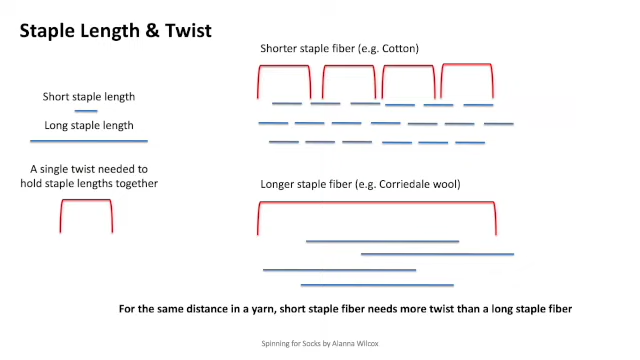 Staple Length & Twist
Short staple length
Long staple length
A single twist needed to
hold staple lengths together
Shorter staple fiber (e.g. Cotton)
Longer staple fiber (e.g. Corriedale wool)
For the same distance in a yarn, short staple fiber needs more twist than a long staple fiber
Spinning for Socks by Alanna Wilcox